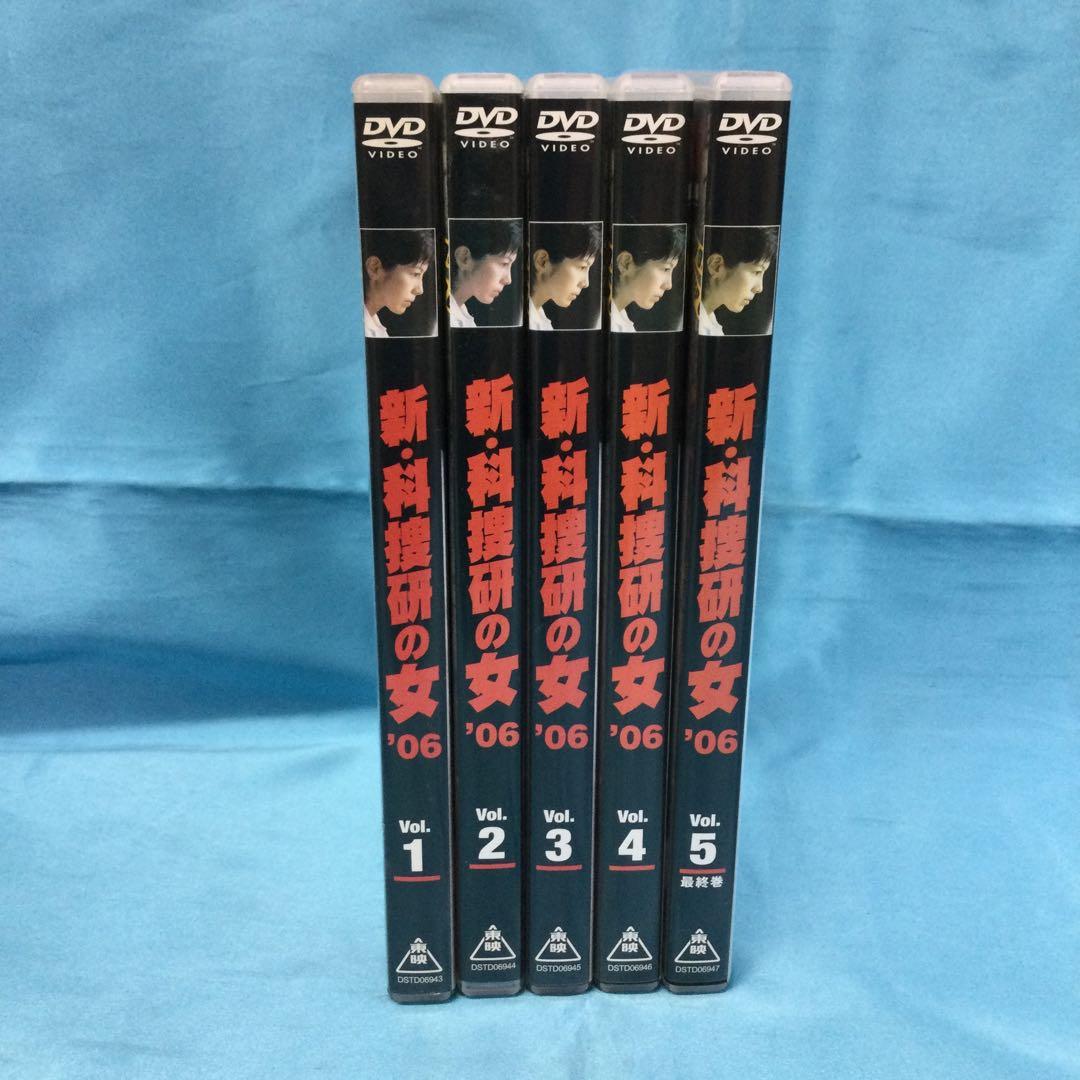 DVD
VIDEO
新・科捜研の女
'06
Vol.
1
東映
DSTD06943
DVD
VIDEO
新・科捜研の女
'06
Vol.
2
東映
DSTD06944
DVD
VIDEO
新・科捜研の女
'06
Vol.
3
東映
DSTD06945
DVD
VIDEO
新・科捜研の女
'06
Vol.
4
東映
DSTD06946
DVD
VIDEO
新・科捜研の女
'06
Vol.
5
最終巻
東映
DSTD06947